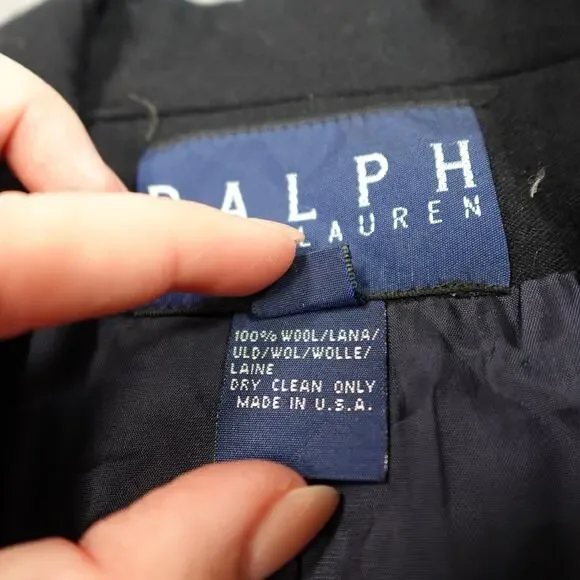 RALPH
LAUREN
100% WOOL/LANA/
ULD/WOL/WOLLE/
LAINE
DRY CLEAN ONLY
MADE IN U.S.A.